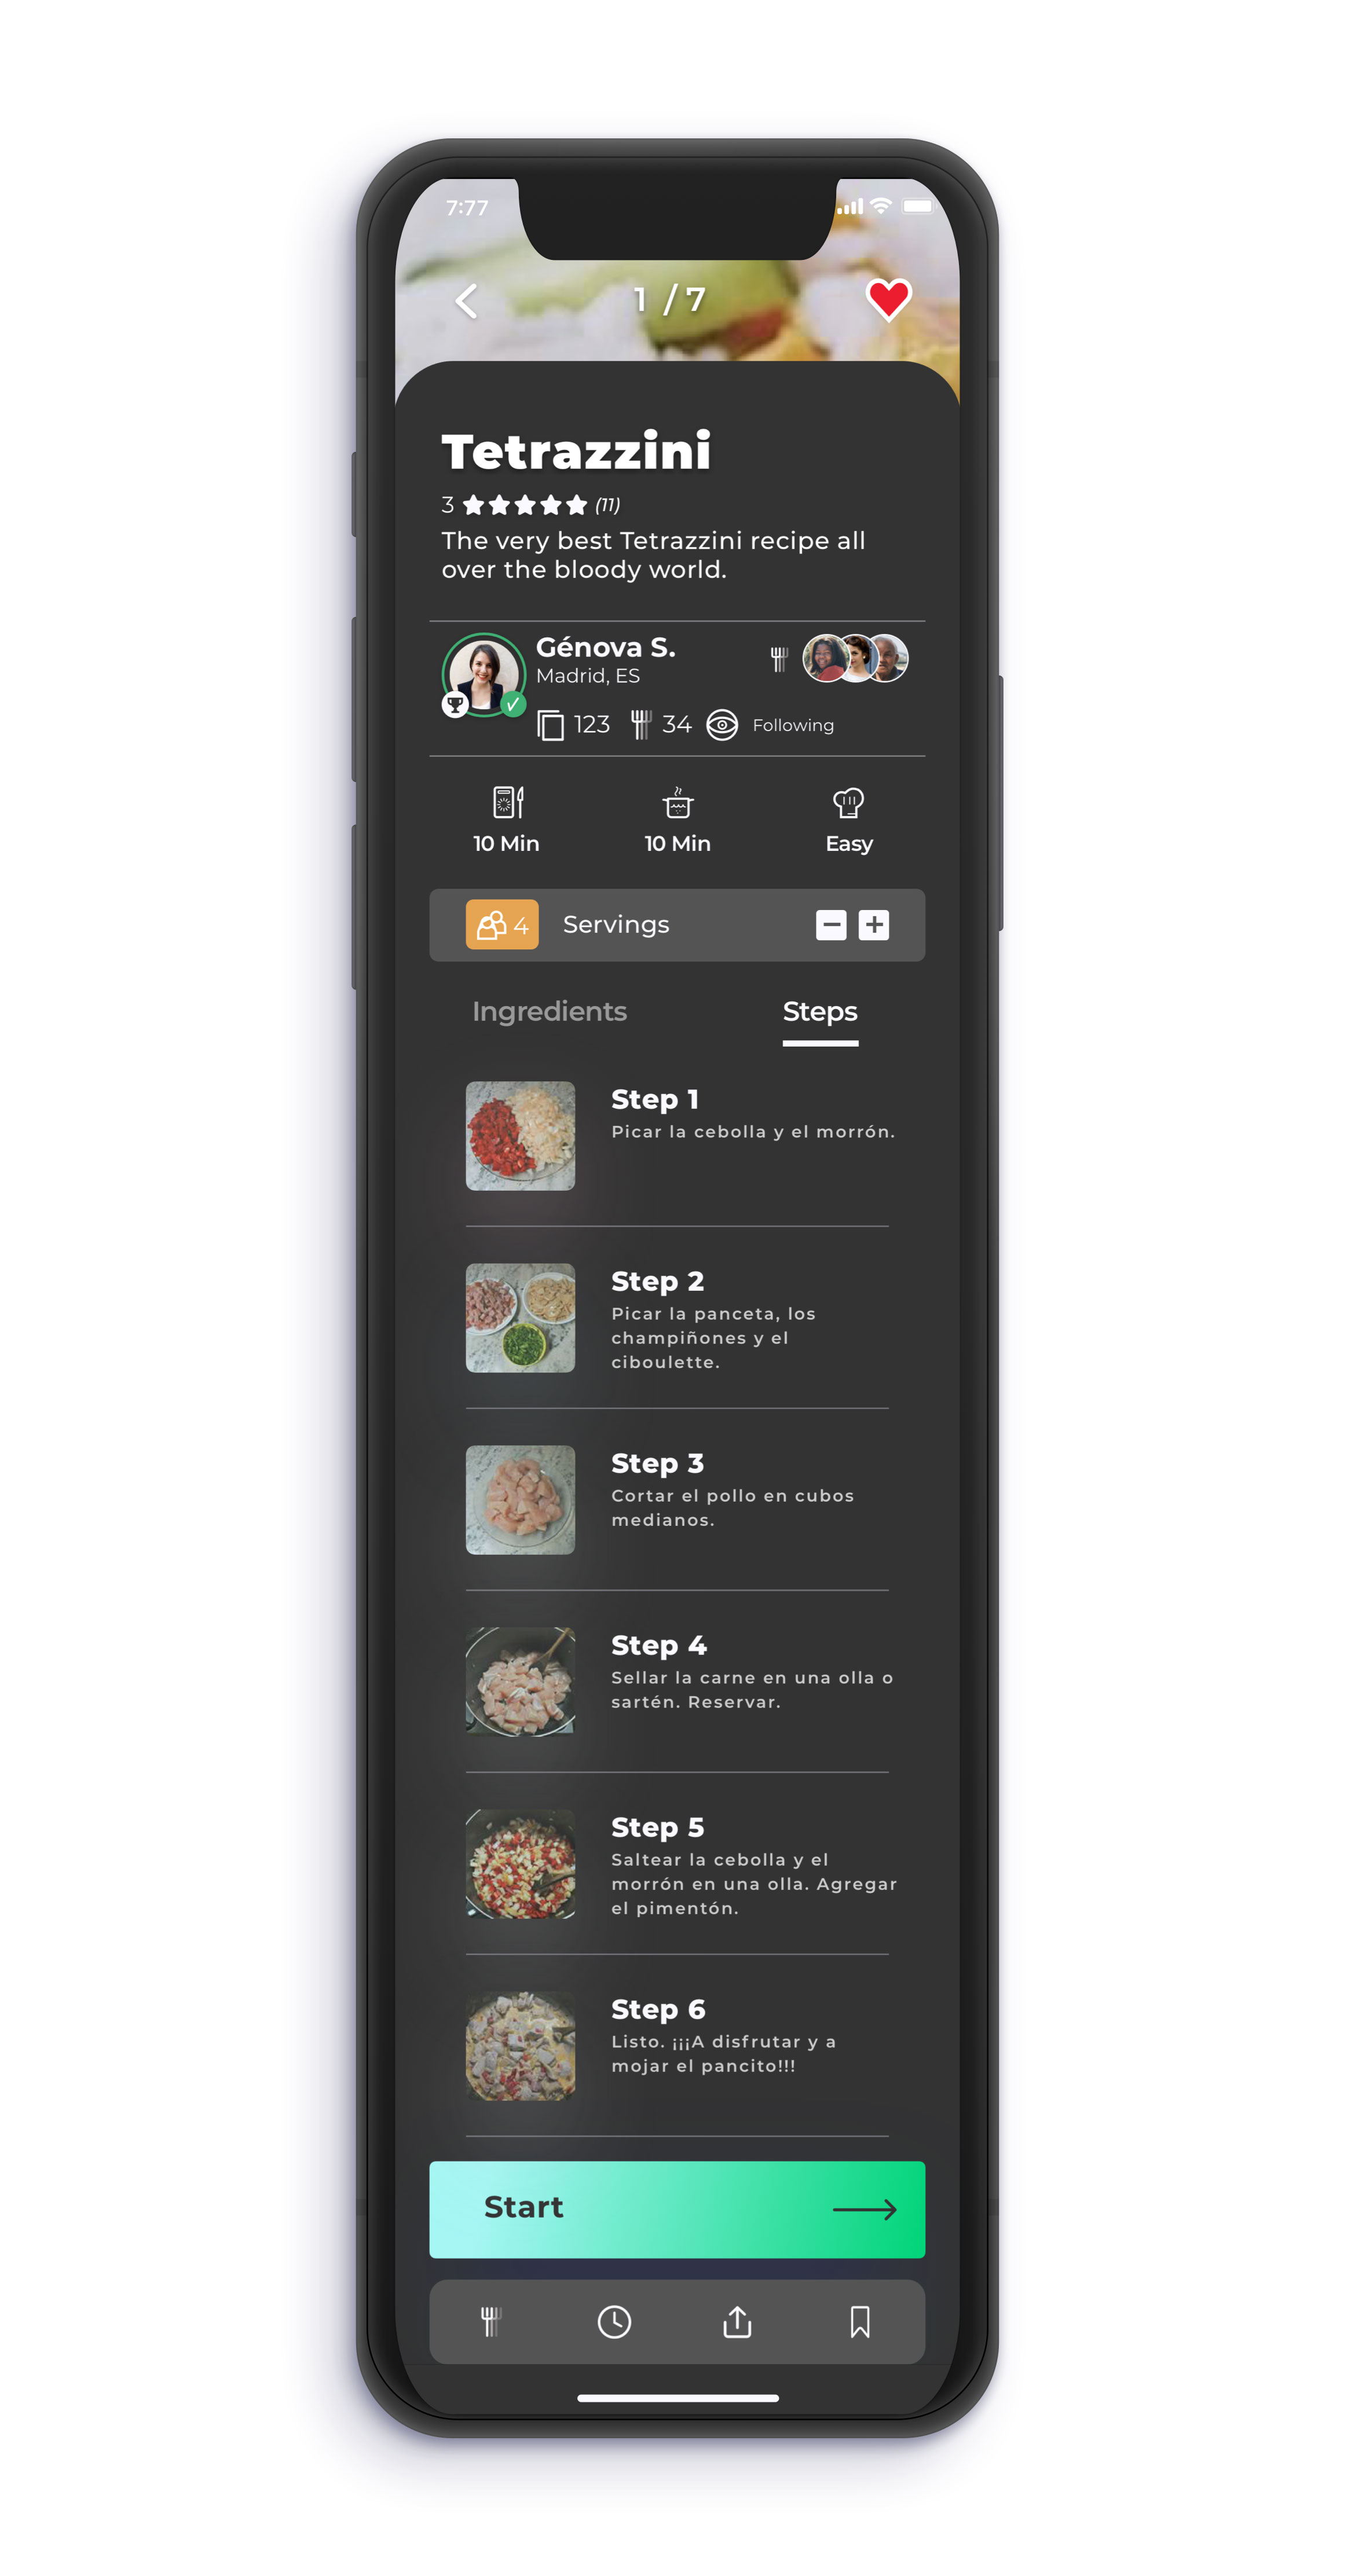 7:77
1 / 7
Tetrazzini
3 (11)
The very best Tetrazzini recipe all
over the bloody world.
Génova S.
Madrid, ES
123 34 Following
10 Min 10 Min Easy
4 Servings
Ingredients Steps
Step 1
Picar la cebolla y el morrón.
Step 2
Picar la panceta, los
champiñones y el
ciboulette.
Step 3
Cortar el pollo en cubos
medianos.
Step 4
Sellar la carne en una olla o
sartén. Reservar.
Step 5
Saltear la cebolla y el
morrón en una olla. Agregar
el pimentón.
Step 6
Listo. ¡¡¡A disfrutar y a
mojar el pancito!!!
Start